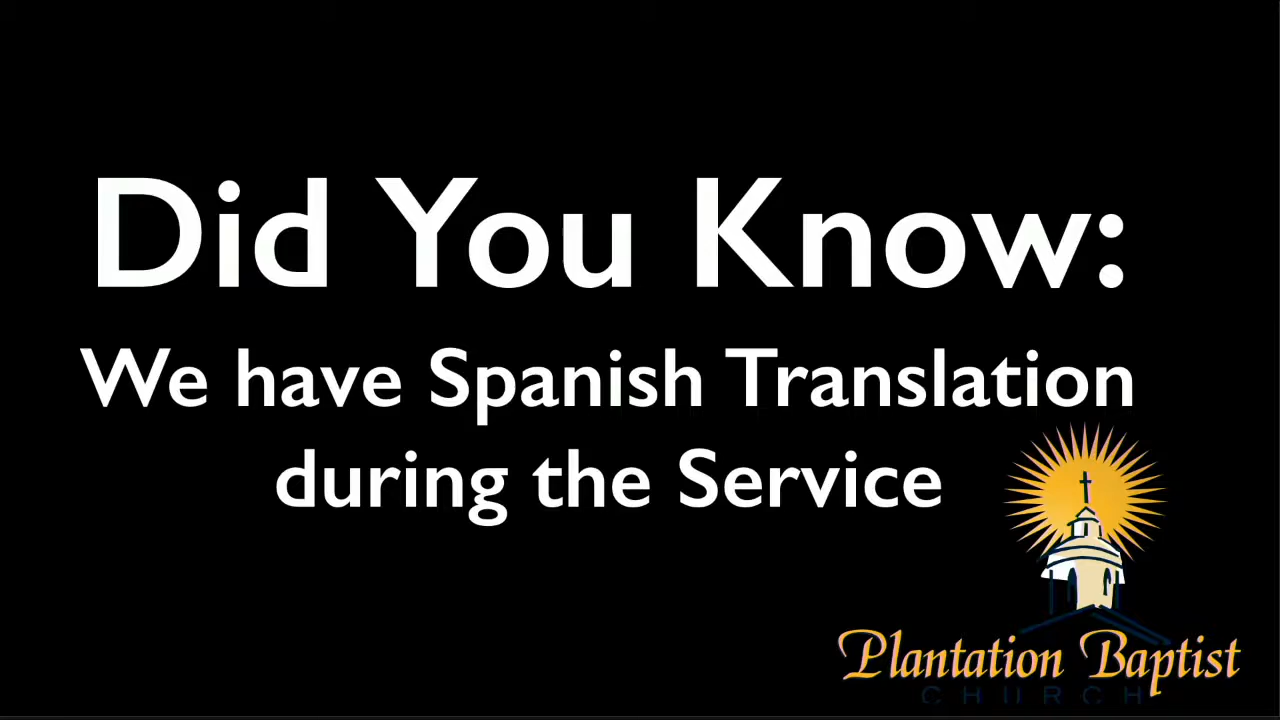 Did You Know:
We have Spanish Translation
during the Service
Plantation Baptist
CHURCH